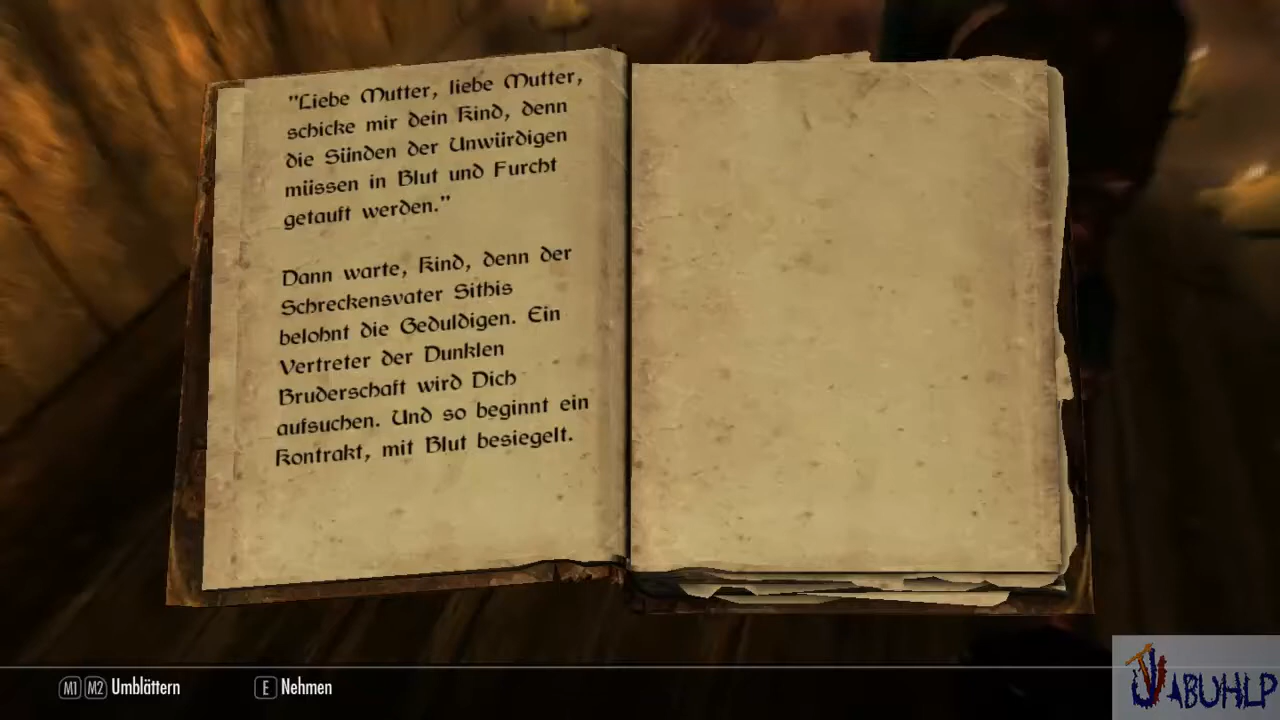 "Liebe Mutter, liebe Mutter,
schicke mir dein Kind, denn
die Sünden der Unwürdigen
müssen in Blut und Furcht
getauft werden."
Dann warte, Kind, denn der
Schreckensvater Sithis
belohnt die Geduldigen. Ein
Vertreter der Dunklen
Bruderschaft wird Dich
aufsuchen. Und so beginnt ein
Kontrakt, mit Blut besiegelt.
M1 M2 Umblättern E Nehmen
JABUHLP